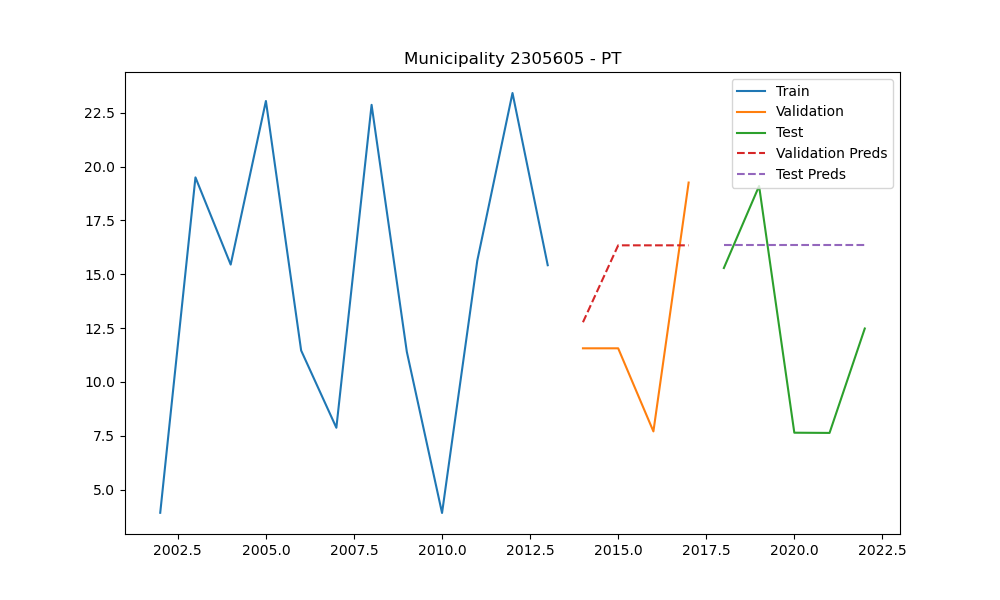 Municipality 2305605 - PT
Train
Validation
Test
Validation Preds
Test Preds
22.5
20.0
17.5
15.0
12.5
10.0
7.5
5.0
2002.5 2005.0 2007.5 2010.0 2012.5 2015.0 2017.5 2020.0 2022.5